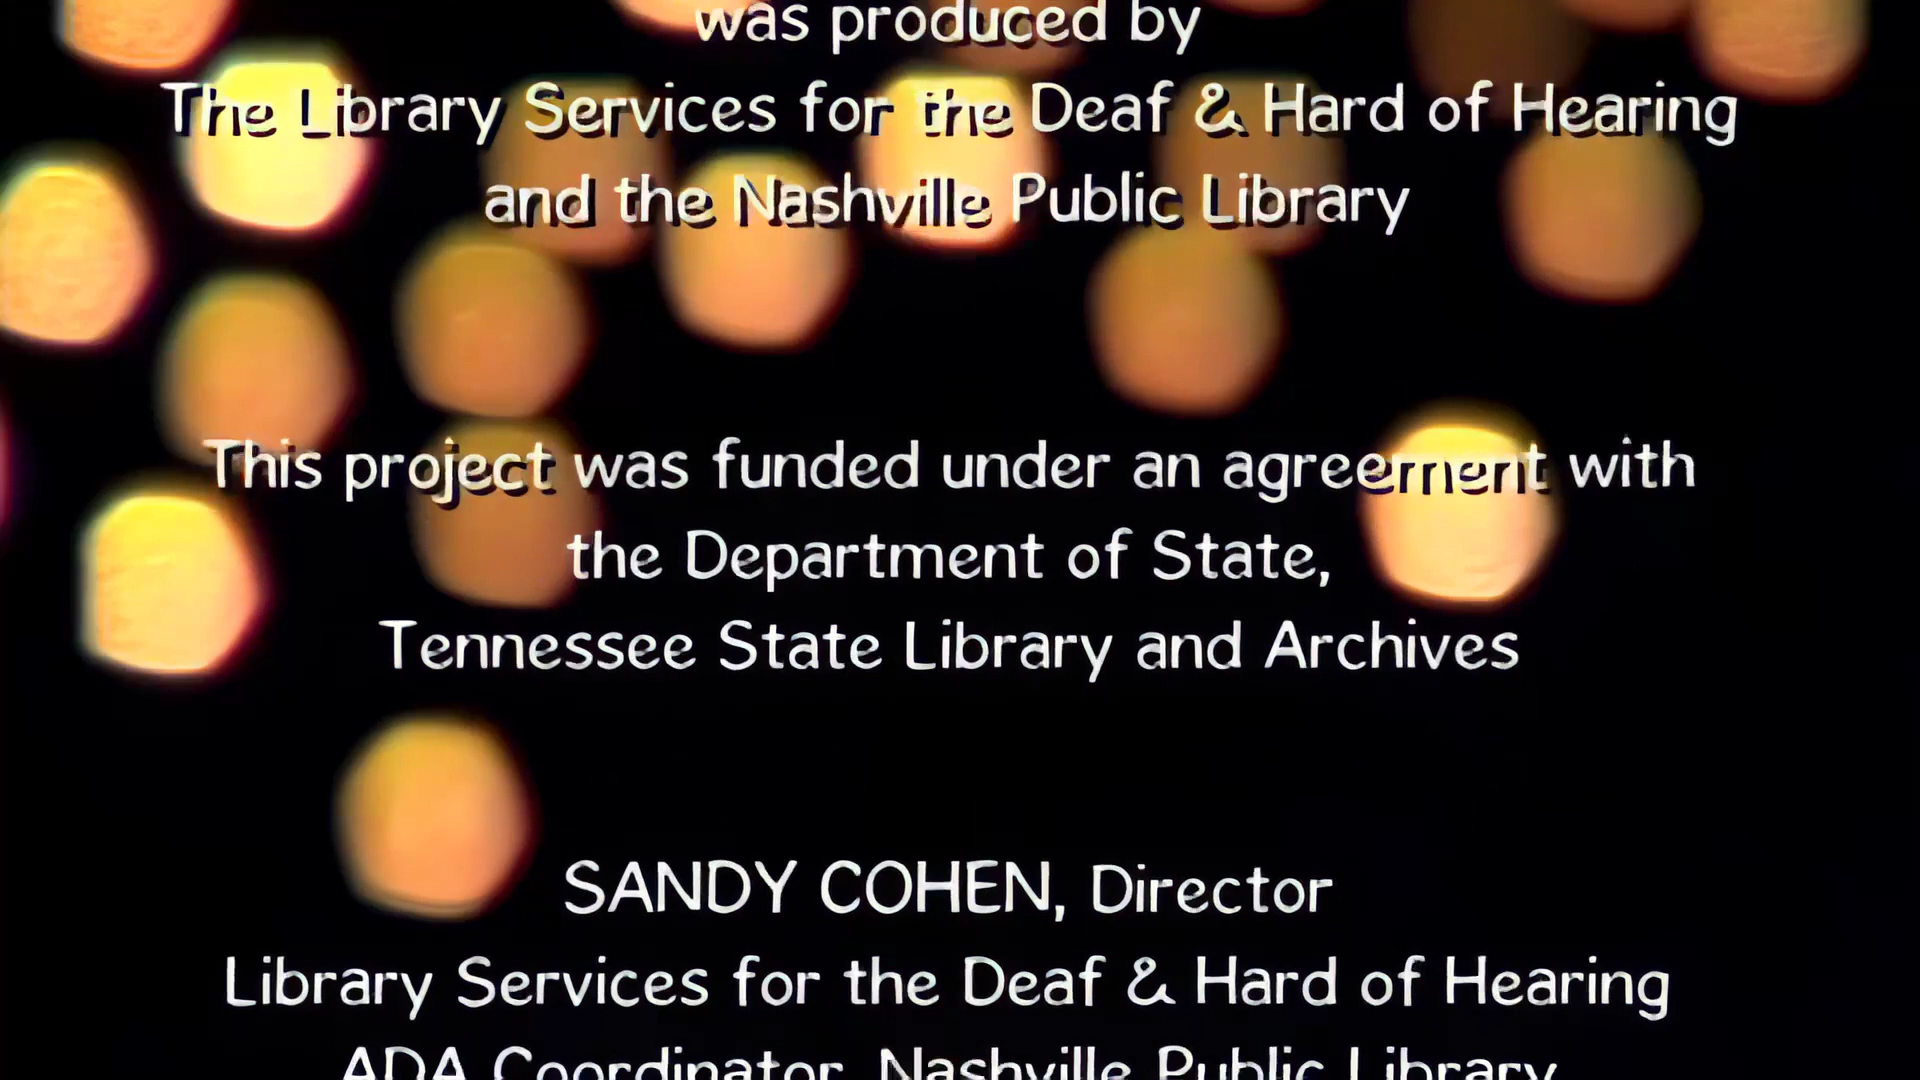 was produced by
The Library Services for the Deaf & Hard of Hearing
and the Nashville Public Library
This project was funded under an agreement with
the Department of State,
Tennessee State Library and Archives
SANDY COHEN, Director
Library Services for the Deaf & Hard of Hearing
ADA Coordinator, Nashville Public Library